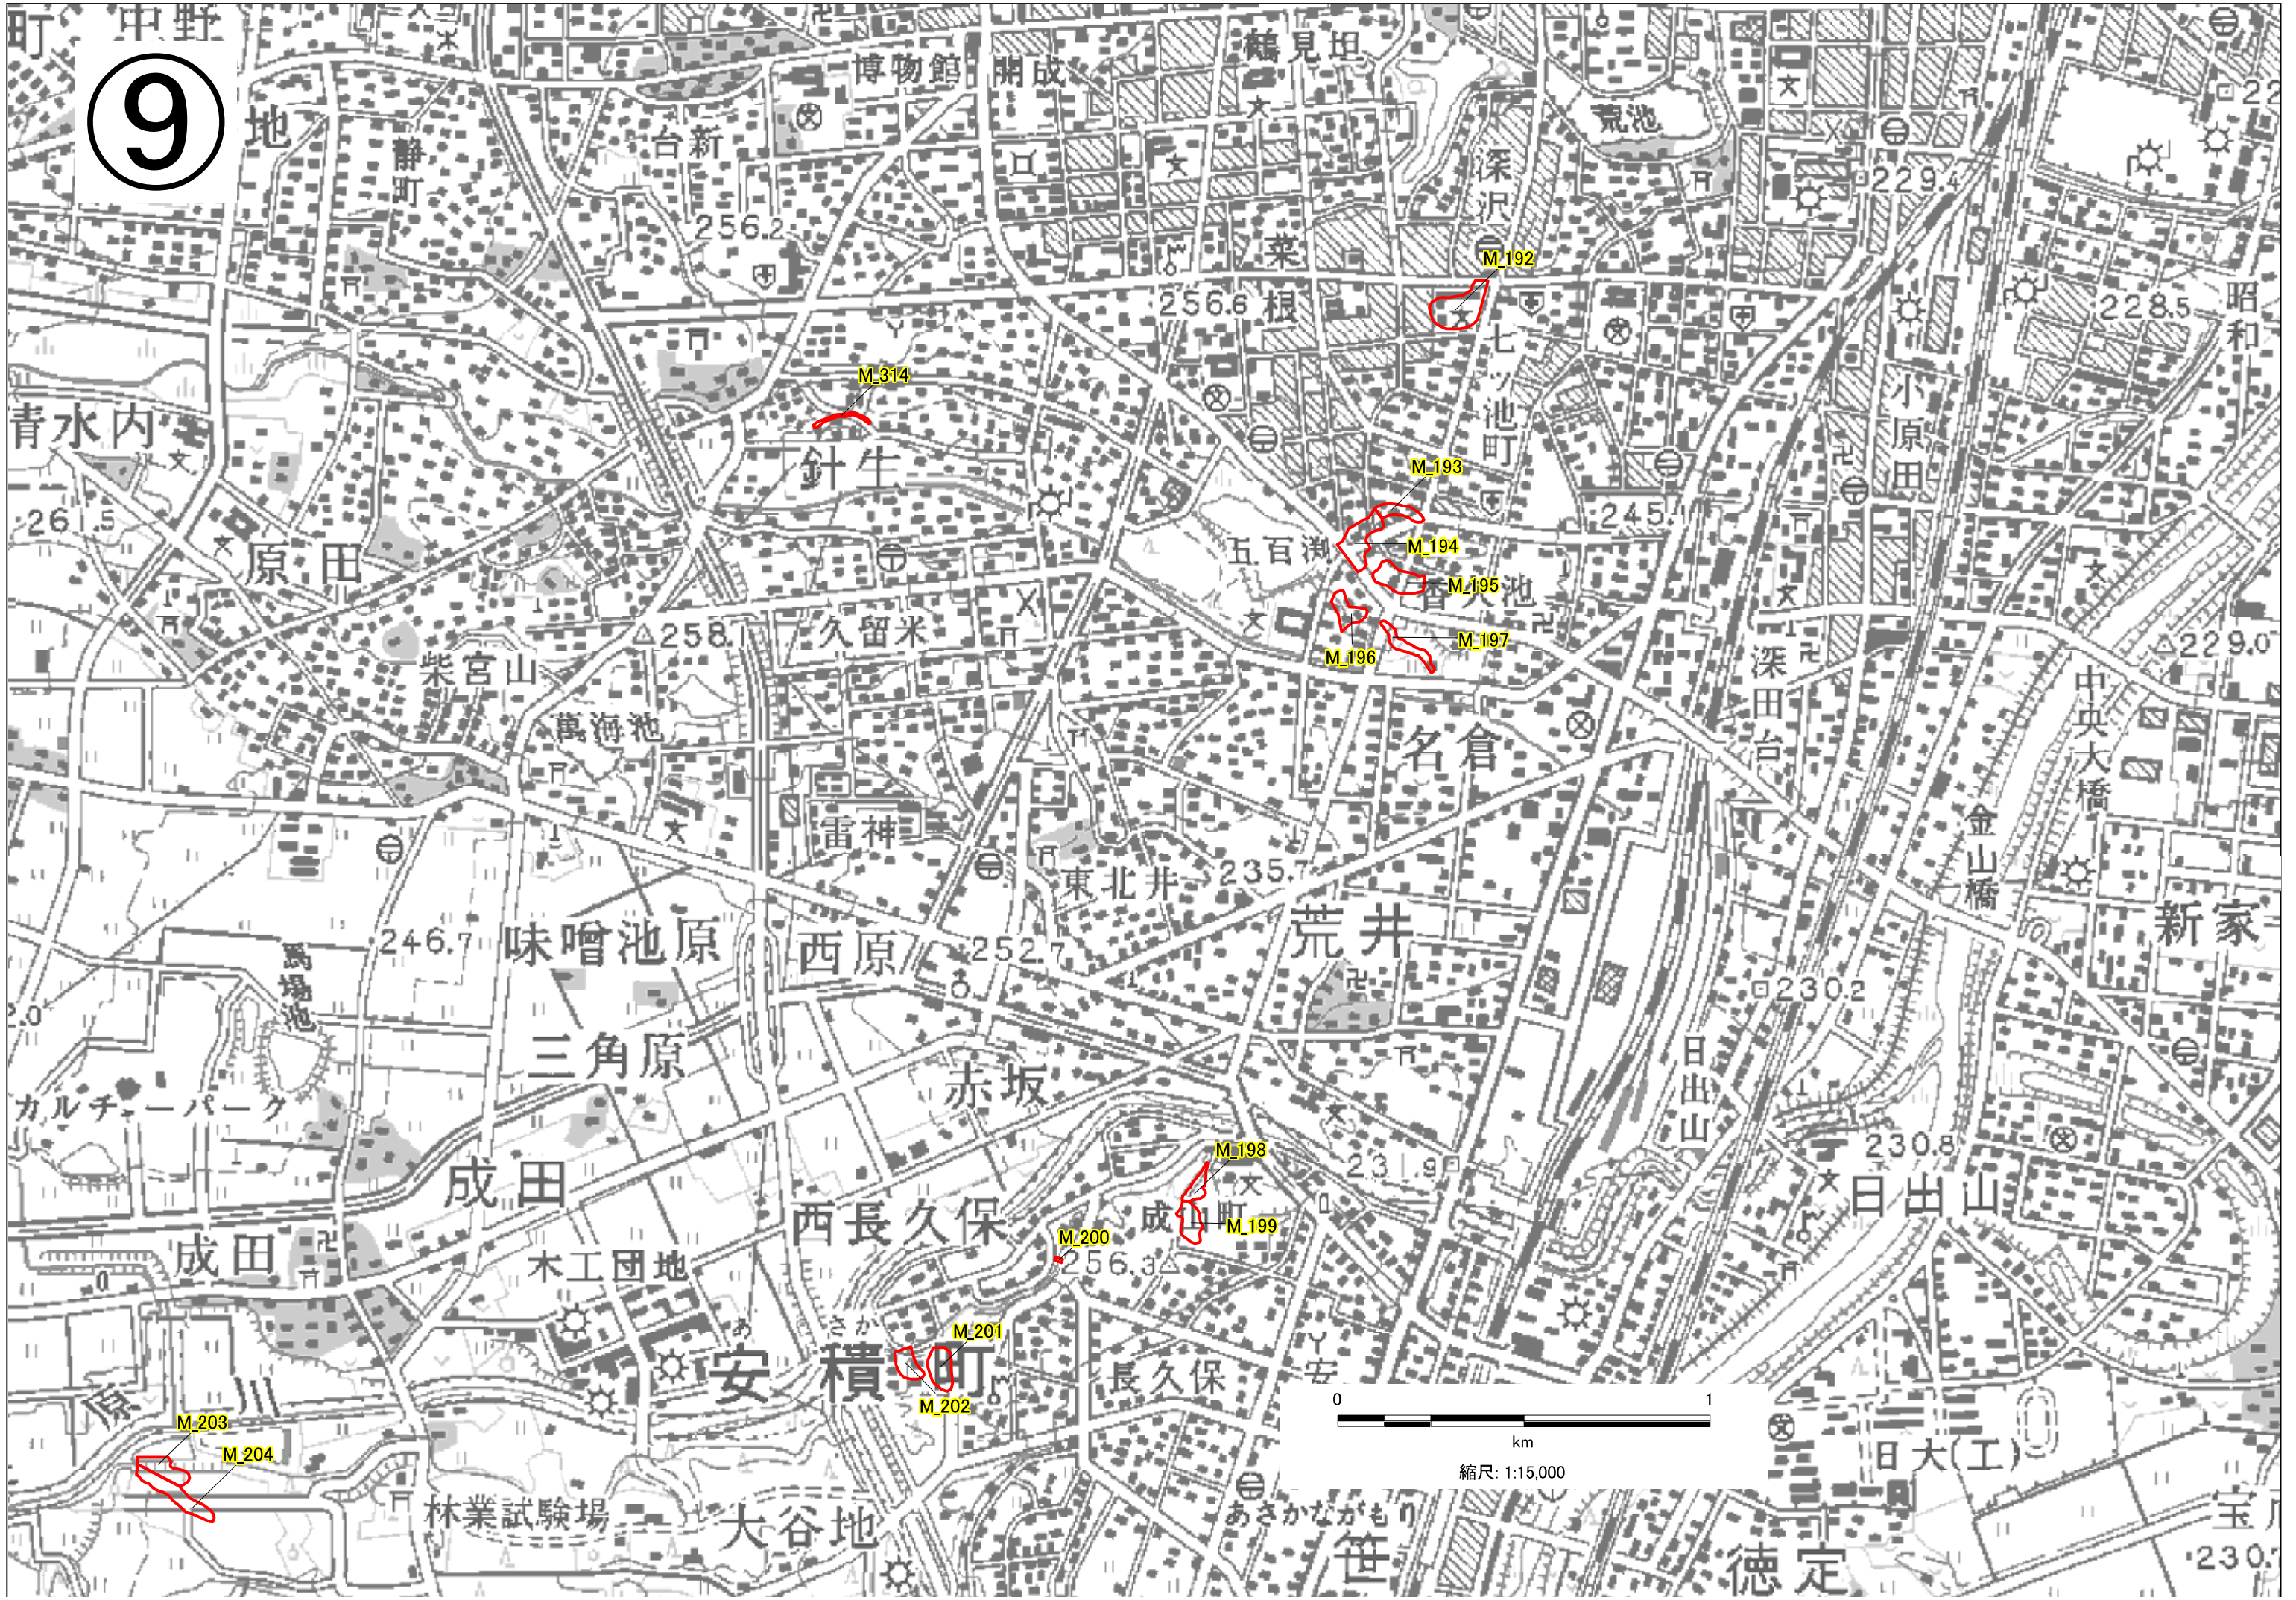 町
中野
⑨
地
静町
台新
博物館
開成
鶴見坦
荒池
深沢
229.4
256.2
菜根
256.6
M_192
七ツ池町
228.5
昭和
小原田
M_314
針生
清水内
261.5
原田
M_193
245.1
五百渕
M_194
M_195
M_196
M_197
258.1
久留米
柴宮山
萬海池
深田台
229.0
中央大橋
名倉
金山橋
雷神
東北井
235.7
荒井
新家
246.7
味噌池原
西原
252.7
馬場池
230.2
三角原
赤坂
日出山
カルチャーパーク
成田
M_198
231.9
230.8
日出山
西長久保
M_199
M_200
256.3
成田
木工団地
あさか
安積町
M_201
M_202
長久保
安
0
1
km
縮尺: 1:15,000
原
川
M_203
M_204
林業試験場
大谷地
あさかながもり
笹
日大(工)
徳定
宝
230.7